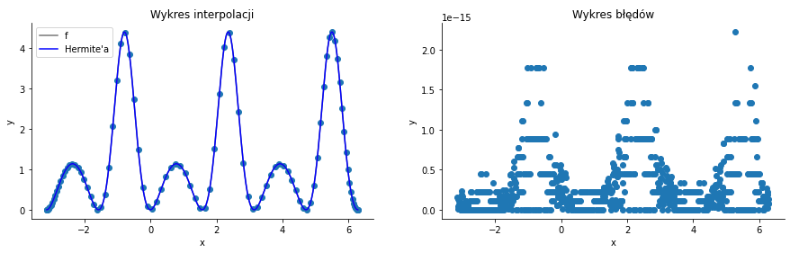 Wykres interpolacji
f
Hermite'a
y
4
3
2
1
0
−2
0
2
4
6
x
1e−15
Wykres błędów
y
2.0
1.5
1.0
0.5
0.0
−2
0
2
4
6
x